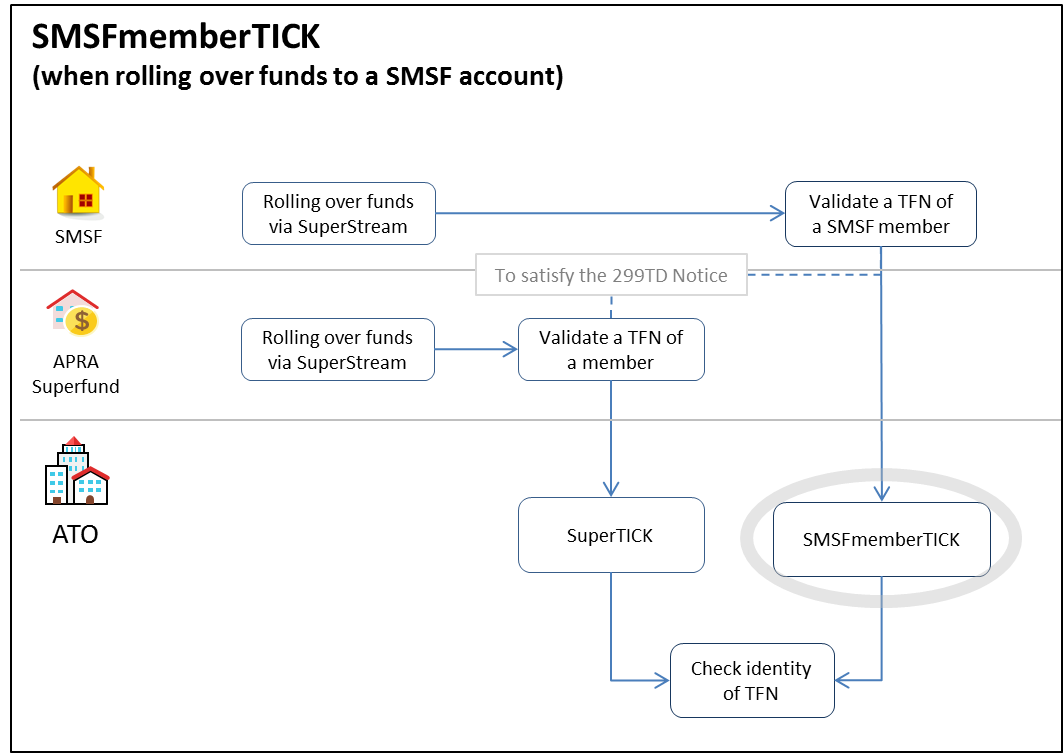 SMSFmemberTICK
(when rolling over funds to a SMSF account)
SMSF
Rolling over funds
via SuperStream
Validate a TFN of
a SMSF member
To satisfy the 299TD Notice
$
APRA
Superfund
Rolling over funds
via SuperStream
Validate a TFN of
a member
ATO
SuperTICK
SMSFmemberTICK
Check identity
of TFN